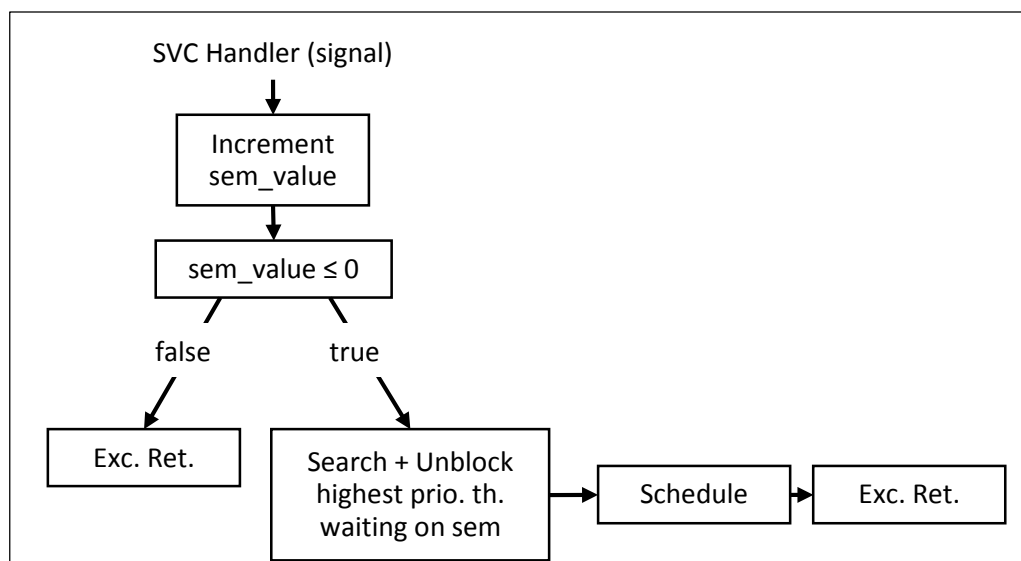 SVC Handler (signal)
Increment
sem_value
sem_value ≤ 0
false
true
Exc. Ret.
Search + Unblock
highest prio. th.
waiting on sem
Schedule
Exc. Ret.